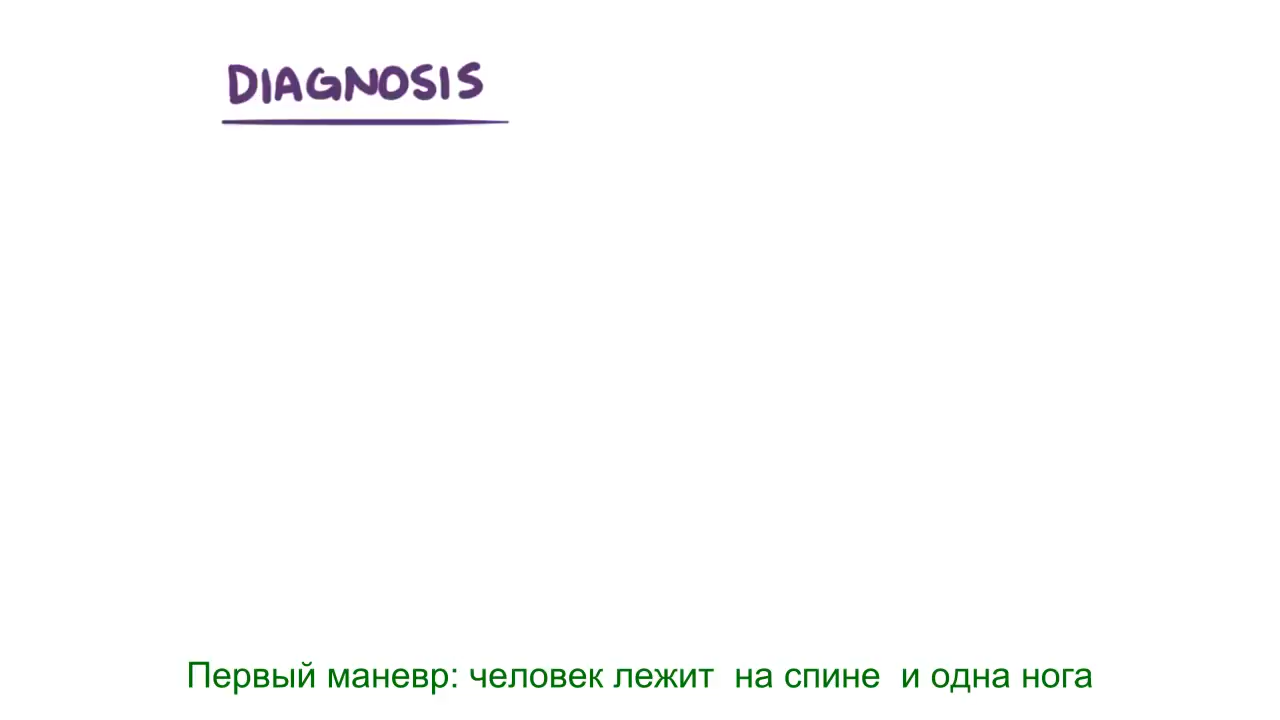 DIAGNOSIS
Первый маневр: человек лежит  на спине  и одна нога